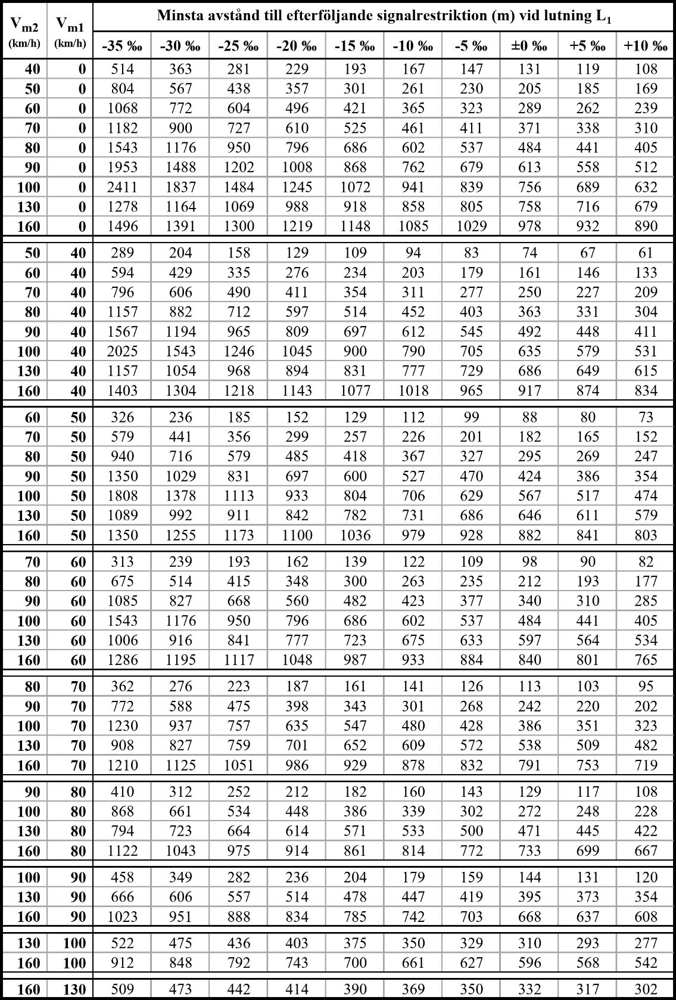 V_m2 V_m1 Minsta avstånd till efterföljande signalrestriktion (m) vid lutning L_1
(km/h) (km/h) -35 ‰ -30 ‰ -25 ‰ -20 ‰ -15 ‰ -10 ‰ -5 ‰ ±0 ‰ +5 ‰ +10 ‰
40 0 514 363 281 229 193 167 147 131 119 108
50 0 804 567 438 357 301 261 230 205 185 169
60 0 1068 772 604 496 421 365 323 289 262 239
70 0 1182 900 727 610 525 461 411 371 338 310
80 0 1543 1176 950 796 686 602 537 484 441 405
90 0 1953 1488 1202 1008 868 762 679 613 558 512
100 0 2411 1837 1484 1245 1072 941 839 756 689 632
130 0 1278 1164 1069 988 918 858 805 758 716 679
160 0 1496 1391 1300 1219 1148 1085 1029 978 932 890
50 40 289 204 158 129 109 94 83 74 67 61
60 40 594 429 335 276 234 203 179 161 146 133
70 40 796 606 490 411 354 311 277 250 227 209
80 40 1157 882 712 597 514 452 403 363 331 304
90 40 1567 1194 965 809 697 612 545 492 448 411
100 40 2025 1543 1246 1045 900 790 705 635 579 531
130 40 1157 1054 968 894 831 777 729 686 649 615
160 40 1403 1304 1218 1143 1077 1018 965 917 874 834
60 50 326 236 185 152 129 112 99 88 80 73
70 50 579 441 356 299 257 226 201 182 165 152
80 50 940 716 579 485 418 367 327 295 269 247
90 50 1350 1029 831 697 600 527 470 424 386 354
100 50 1808 1378 1113 933 804 706 629 567 517 474
130 50 1089 992 911 842 782 731 686 646 611 579
160 50 1350 1255 1173 1100 1036 979 928 882 841 803
70 60 313 239 193 162 139 122 109 98 90 82
80 60 675 514 415 348 300 263 235 212 193 177
90 60 1085 827 668 560 482 423 377 340 310 285
100 60 1543 1176 950 796 686 602 537 484 441 405
130 60 1006 916 841 777 723 675 633 597 564 534
160 60 1286 1195 1117 1048 987 933 884 840 801 765
80 70 362 276 223 187 161 141 126 113 103 95
90 70 772 588 475 398 343 301 268 242 220 202
100 70 1230 937 757 635 547 480 428 386 351 323
130 70 908 827 759 701 652 609 572 538 509 482
160 70 1210 1125 1051 986 929 878 832 791 753 719
90 80 410 312 252 212 182 160 143 129 117 108
100 80 868 661 534 448 386 339 302 272 248 228
130 80 794 723 664 614 571 533 500 471 445 422
160 80 1122 1043 975 914 861 814 772 733 699 667
100 90 458 349 282 236 204 179 159 144 131 120
130 90 666 606 557 514 478 447 419 395 373 354
160 90 1023 951 888 834 785 742 703 668 637 608
130 100 522 475 436 403 375 350 329 310 293 277
160 100 912 848 792 743 700 661 627 596 568 542
160 130 509 473 442 414 390 369 350 332 317 302